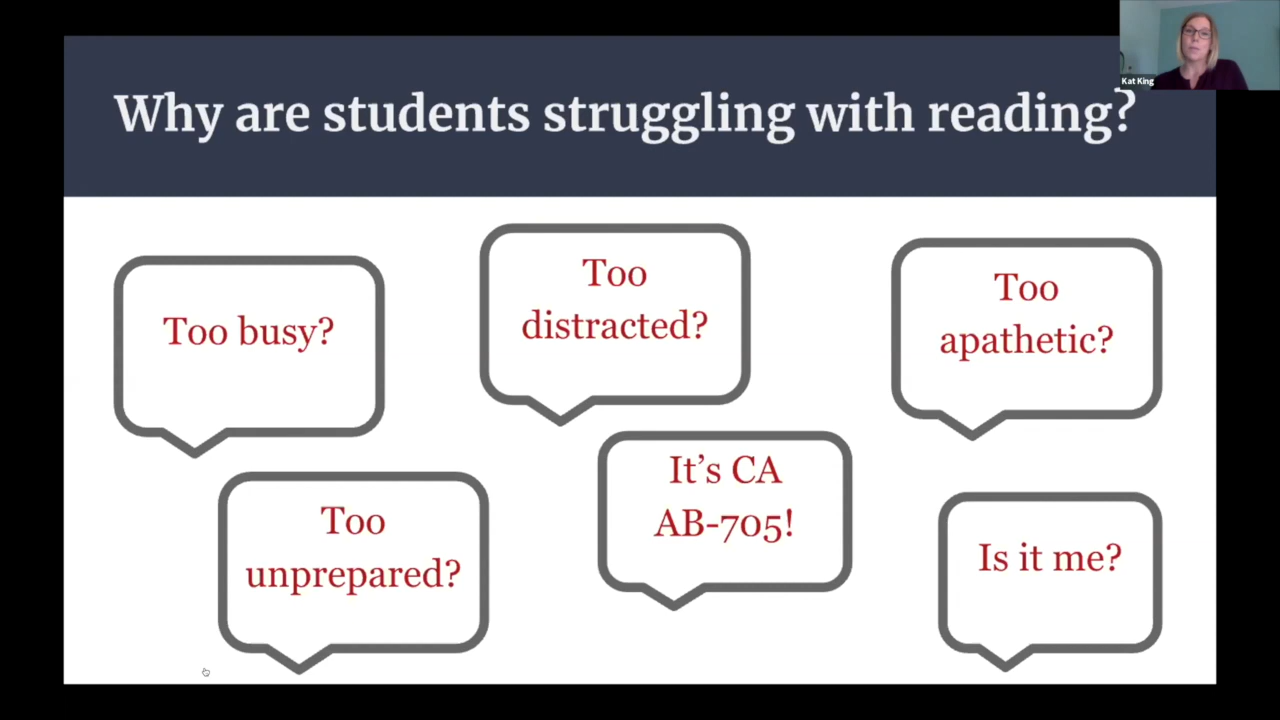 Why are students struggling with reading?
Kat King
Too busy?
Too
distracted?
Too
apathetic?
Too
unprepared?
It's CA
AB-705!
Is it me?